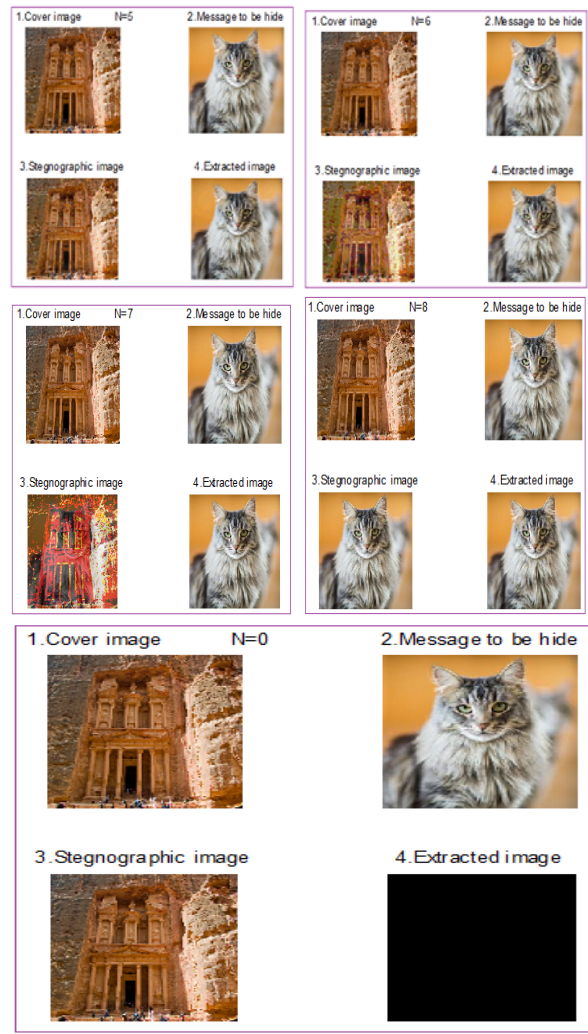 1.Cover image N=5 2.Message to be hide
3.Stegnographic image 4.Extracted image
1.Cover image N=6 2.Message to be hide
3.Stegnographic image 4.Extracted image
1.Cover image N=7 2.Message to be hide
3.Stegnographic image 4.Extracted image
1.Cover image N=8 2.Message to be hide
3.Stegnographic image 4.Extracted image
1.Cover image N=0 2.Message to be hide
3.Stegnographic image 4.Extracted image